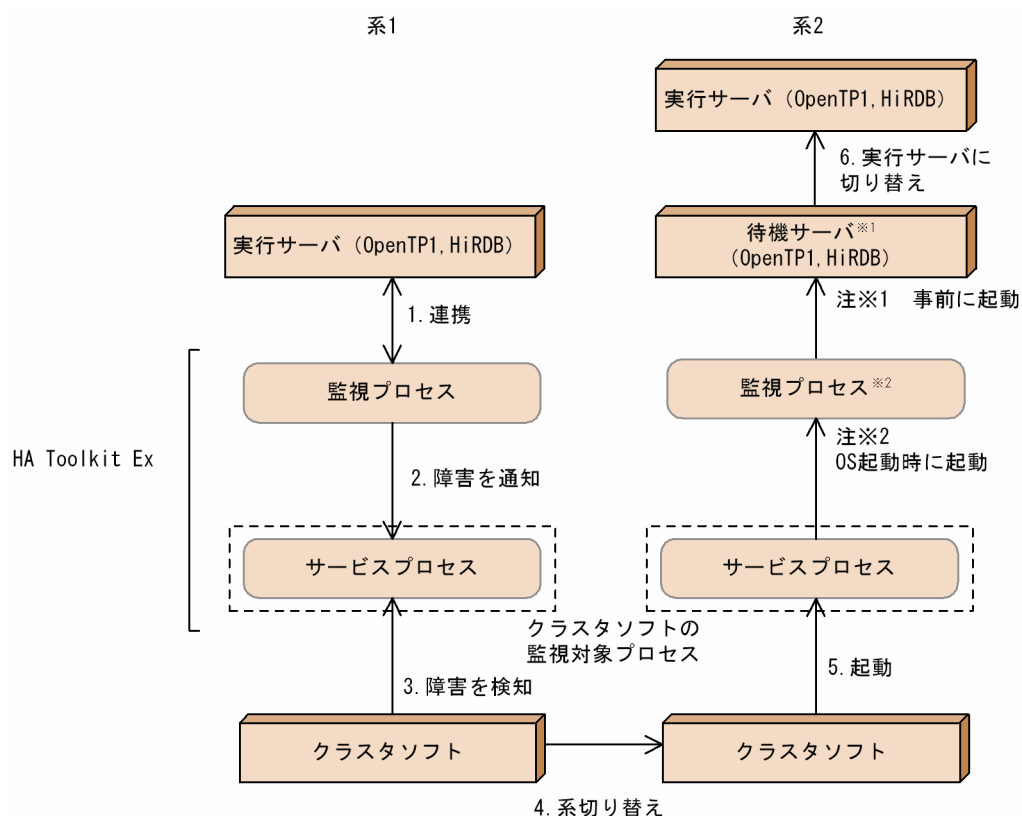 系1
系2
実行サーバ（OpenTP1,HiRDB）
6.実行サーバに
切り替え
実行サーバ（OpenTP1,HiRDB）
待機サーバ※1
（OpenTP1,HiRDB）
1.連携
注※1　事前に起動
監視プロセス
監視プロセス※2
HA Toolkit Ex
2.障害を通知
注※2
OS起動時に起動
サービスプロセス
サービスプロセス
クラスタソフトの
監視対象プロセス
3.障害を検知
5.起動
クラスタソフト
クラスタソフト
4.系切り替え